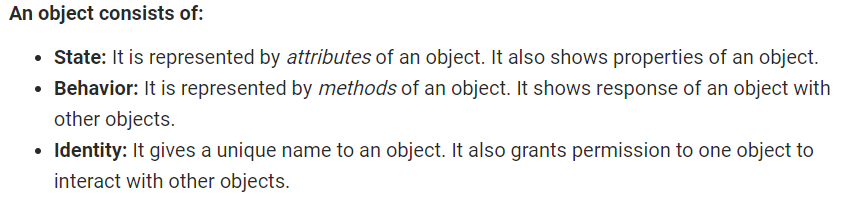 An object consists of:
• State: It is represented by attributes of an object. It also shows properties of an object.
• Behavior: It is represented by methods of an object. It shows response of an object with
other objects.
• Identity: It gives a unique name to an object. It also grants permission to one object to
interact with other objects.